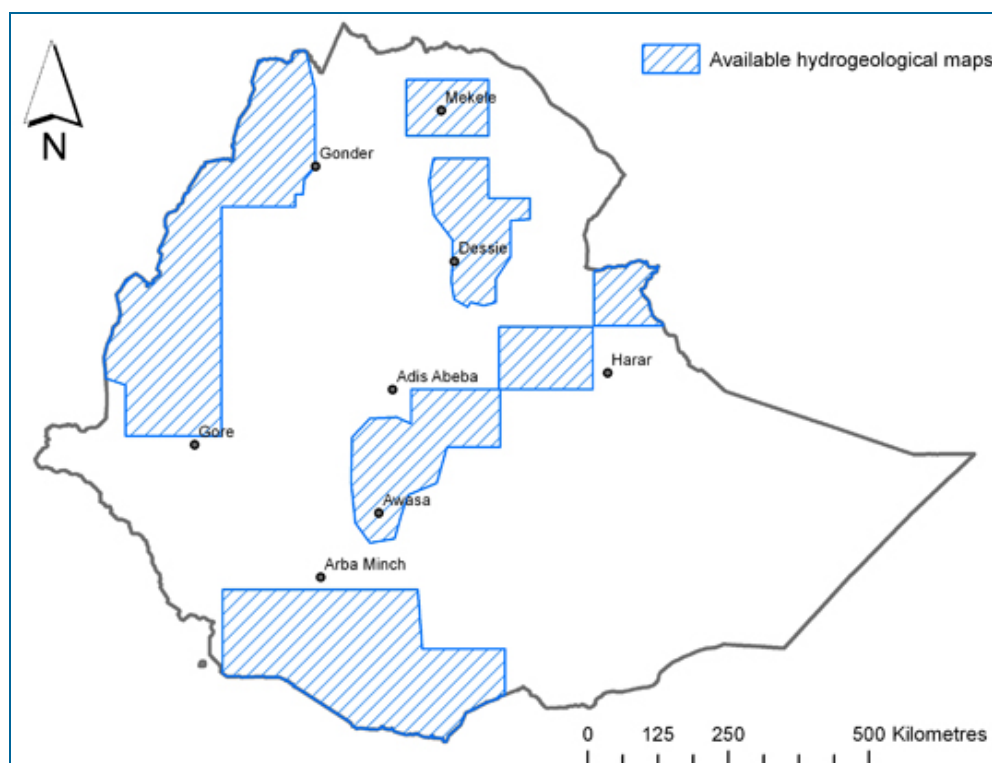 Available hydrogeological maps
N
Mekele
Gonder
Dessie
Harar
Adis Abeba
Gore
Awasa
Arba Minch
0 125 250 500 Kilometres